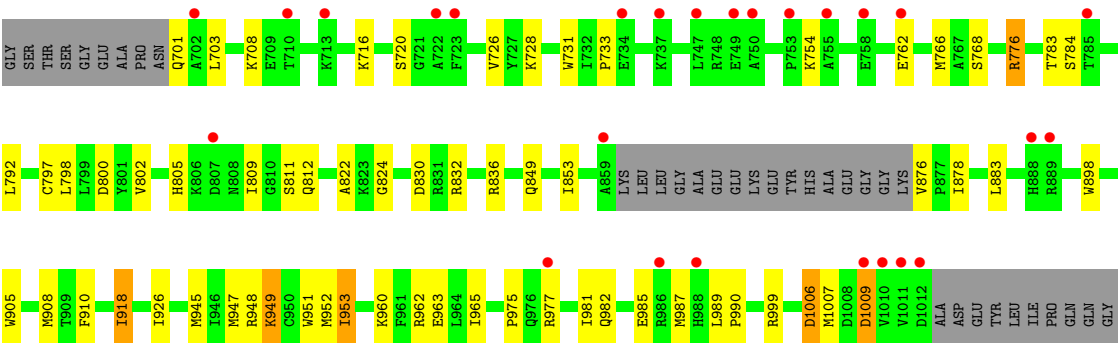 GLY SER THR SER GLY GLU ALA PRO ASN Q701 A702 L703 K708 E709 T710 K713 K716 S720 G721 A722 F723 V726 Y727 K728 W731 I732 P733 E734 K737 L747 R748 E749 A750 P753 K754 A755 E758 E762 M766 A767 S768 R776 T783 S784 T785
L792 C797 L798 L799 D800 Y801 V802 H805 K806 D807 N808 I809 G810 S811 Q812 A822 K823 G824 D830 R831 R832 R836 Q849 I853 A859 LYS LEU LEU GLY ALA GLU GLU LYS GLU TYR HIS ALA GLU GLY GLY LYS V876 P877 I878 L883 H888 R889 W898
W905 M908 T909 F910 I918 I926 M945 I946 M947 R948 K949 C950 W951 M952 I953 K960 F961 R962 E963 L964 I965 P975 Q976 R977 I981 Q982 E985 R986 M987 H988 L989 P990 R999 D1006 M1007 D1008 D1009 V1010 V1011 D1012 ALA ASP GLU TYR LEU ILE PRO GLN GLN GLY